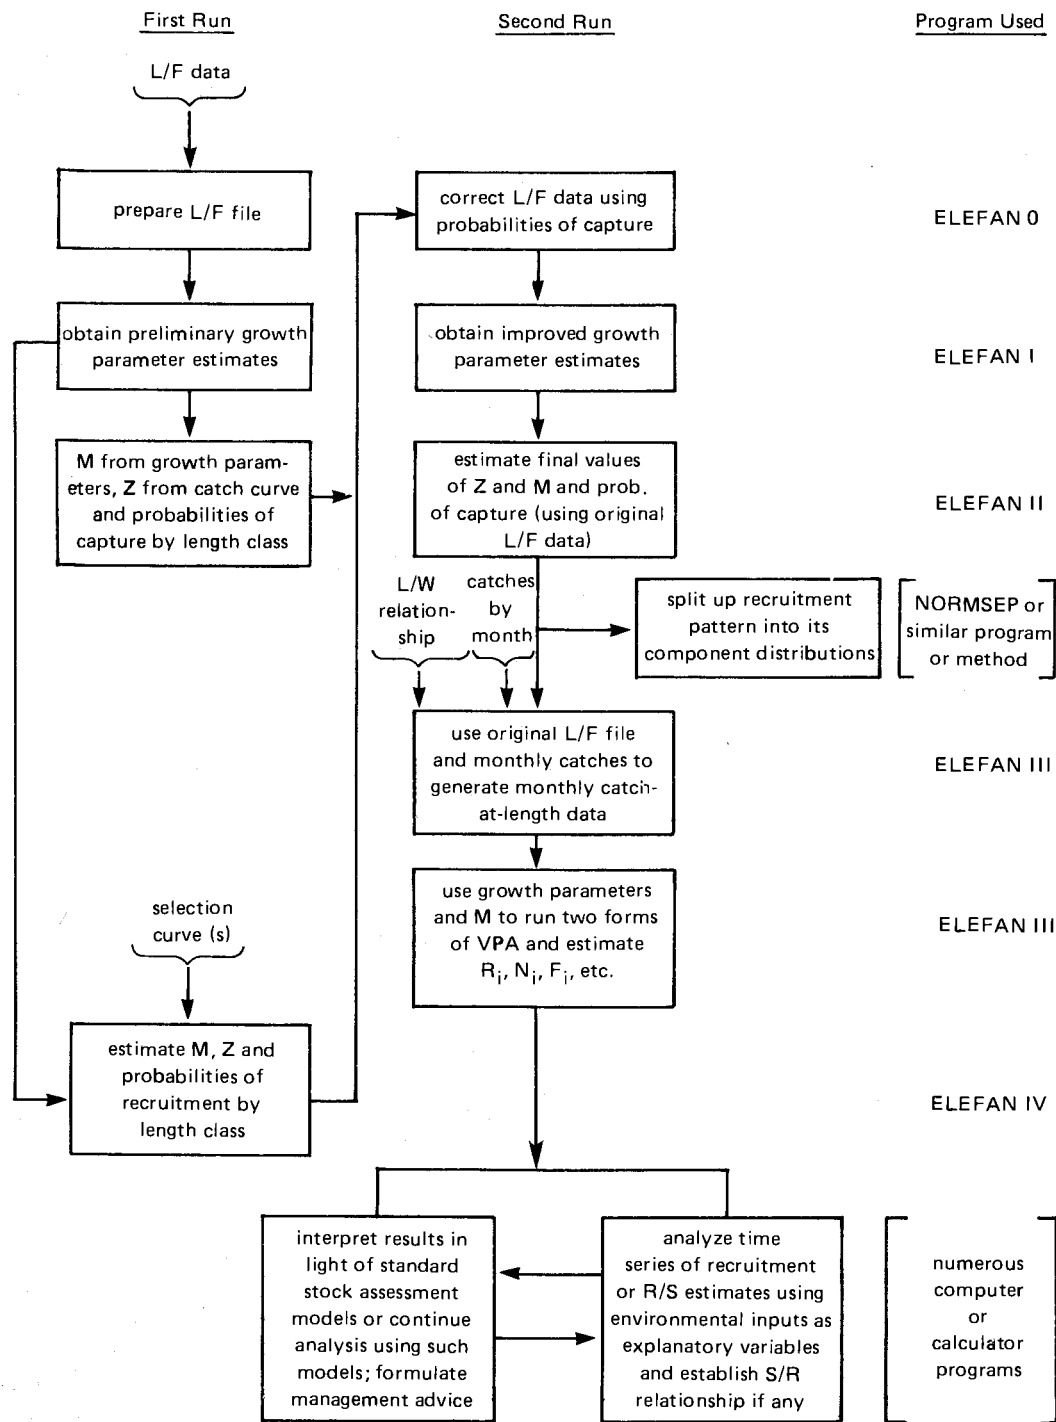 First Run
Second Run
Program Used
L/F data
prepare L/F file
correct L/F data using
probabilities of capture
ELEFAN 0
obtain preliminary growth
parameter estimates
obtain improved growth
parameter estimates
ELEFAN I
M from growth param-
eters, Z from catch curve
and probabilities of
capture by length class
estimate final values
of Z and M and prob.
of capture (using original
L/F data)
ELEFAN II
L/W
relation-
ship
catches
by
month
split up recruitment
pattern into its
component distributions
NORMSEP or
similar program
or method
use original L/F file
and monthly catches to
generate monthly catch-
at-length data
ELEFAN III
use growth parameters
and M to run two forms
of VPA and estimate
Ri, Ni, Fi, etc.
ELEFAN III
selection
curve (s)
estimate M, Z and
probabilities of
recruitment by
length class
ELEFAN IV
interpret results in
light of standard
stock assessment
models or continue
analysis using such
models; formulate
management advice
analyze time
series of recruitment
or R/S estimates using
environmental inputs as
explanatory variables
and establish S/R
relationship if any
numerous
computer
or
calculator
programs